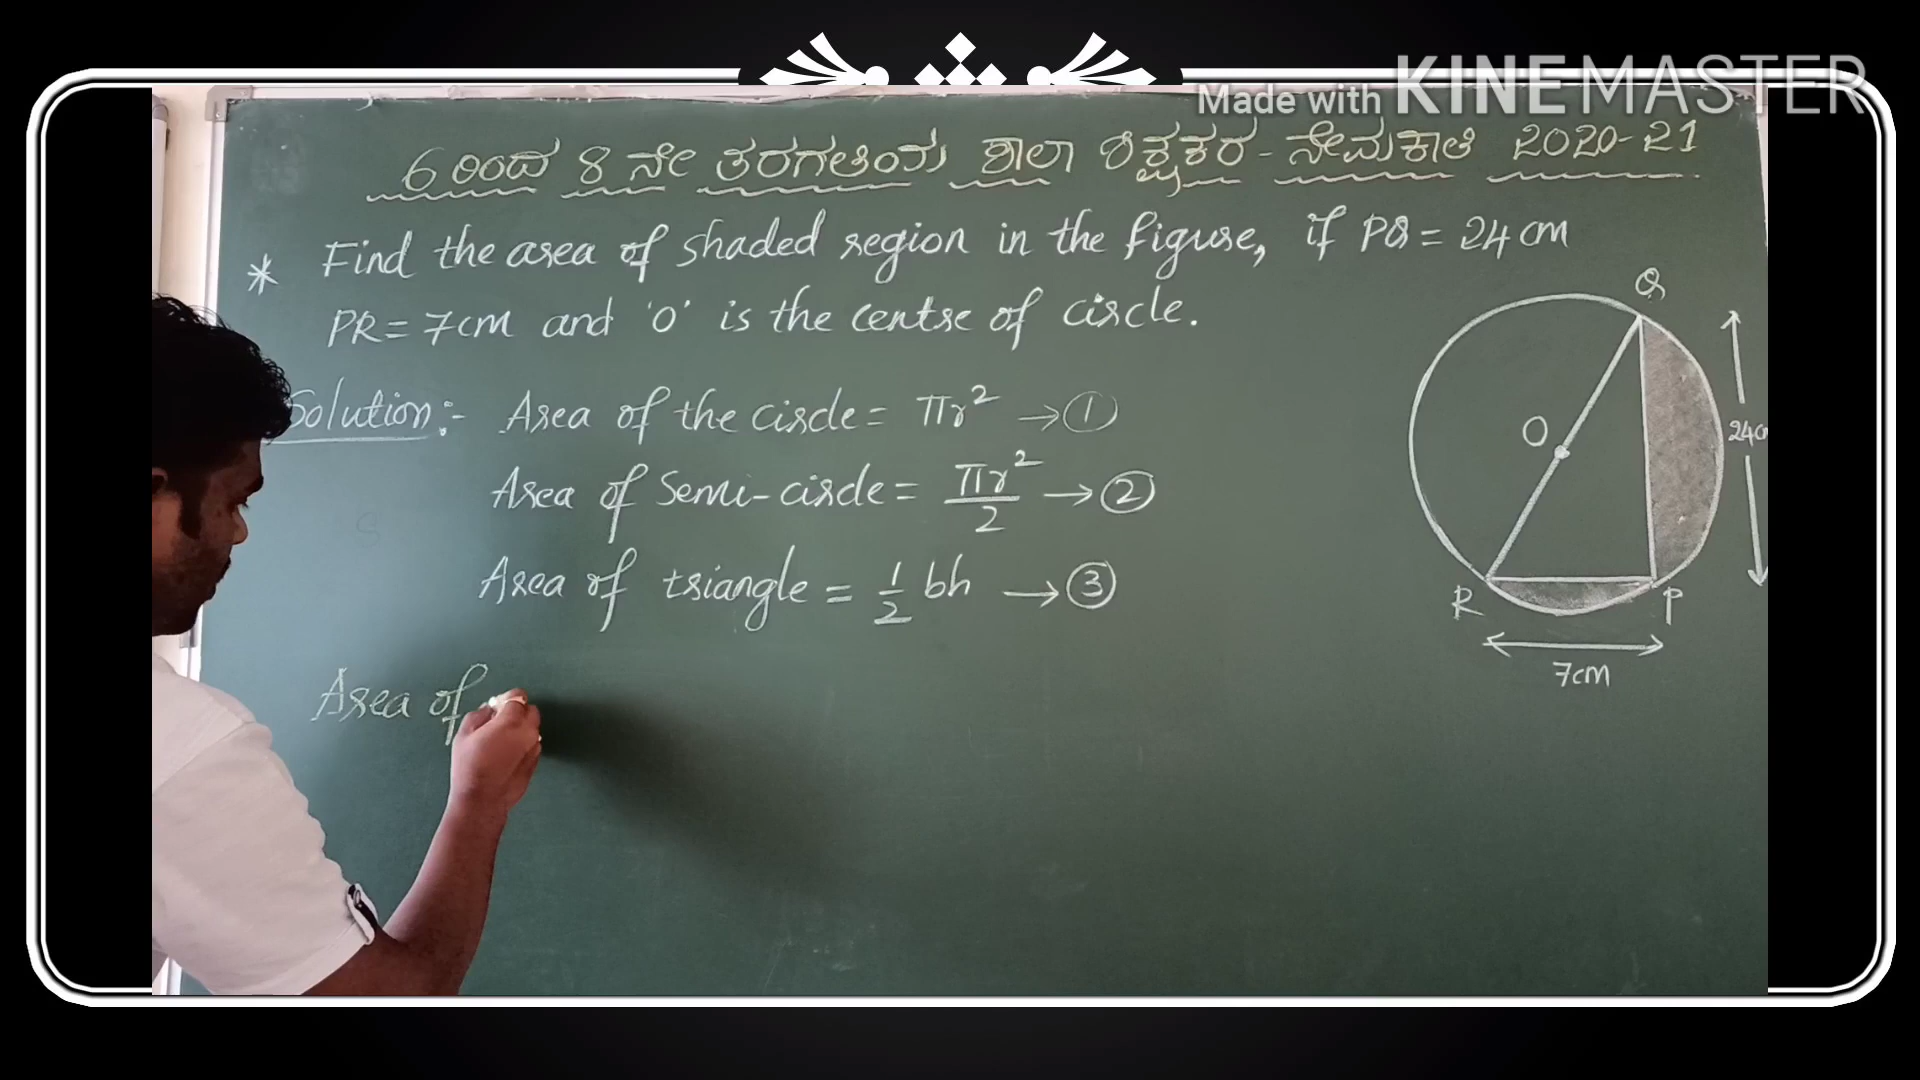 Made with KINEMASTER
6 ರಿಂದ 8 ನೇ ತರಗತಿಯ ಶಾಲಾ ಶಿಕ್ಷಕರ - ನೇಮಕಾತಿ 2020-21
* Find the area of shaded region in the figure, if PQ = 24 cm
PR = 7cm and 'O' is the centre of circle.
Solution:- Area of the circle = πr² → ①
Area of Semi-circle = πr²/2 → ②
Area of triangle = 1/2 bh → ③
Area of
Q
O
24c
R
P
7cm